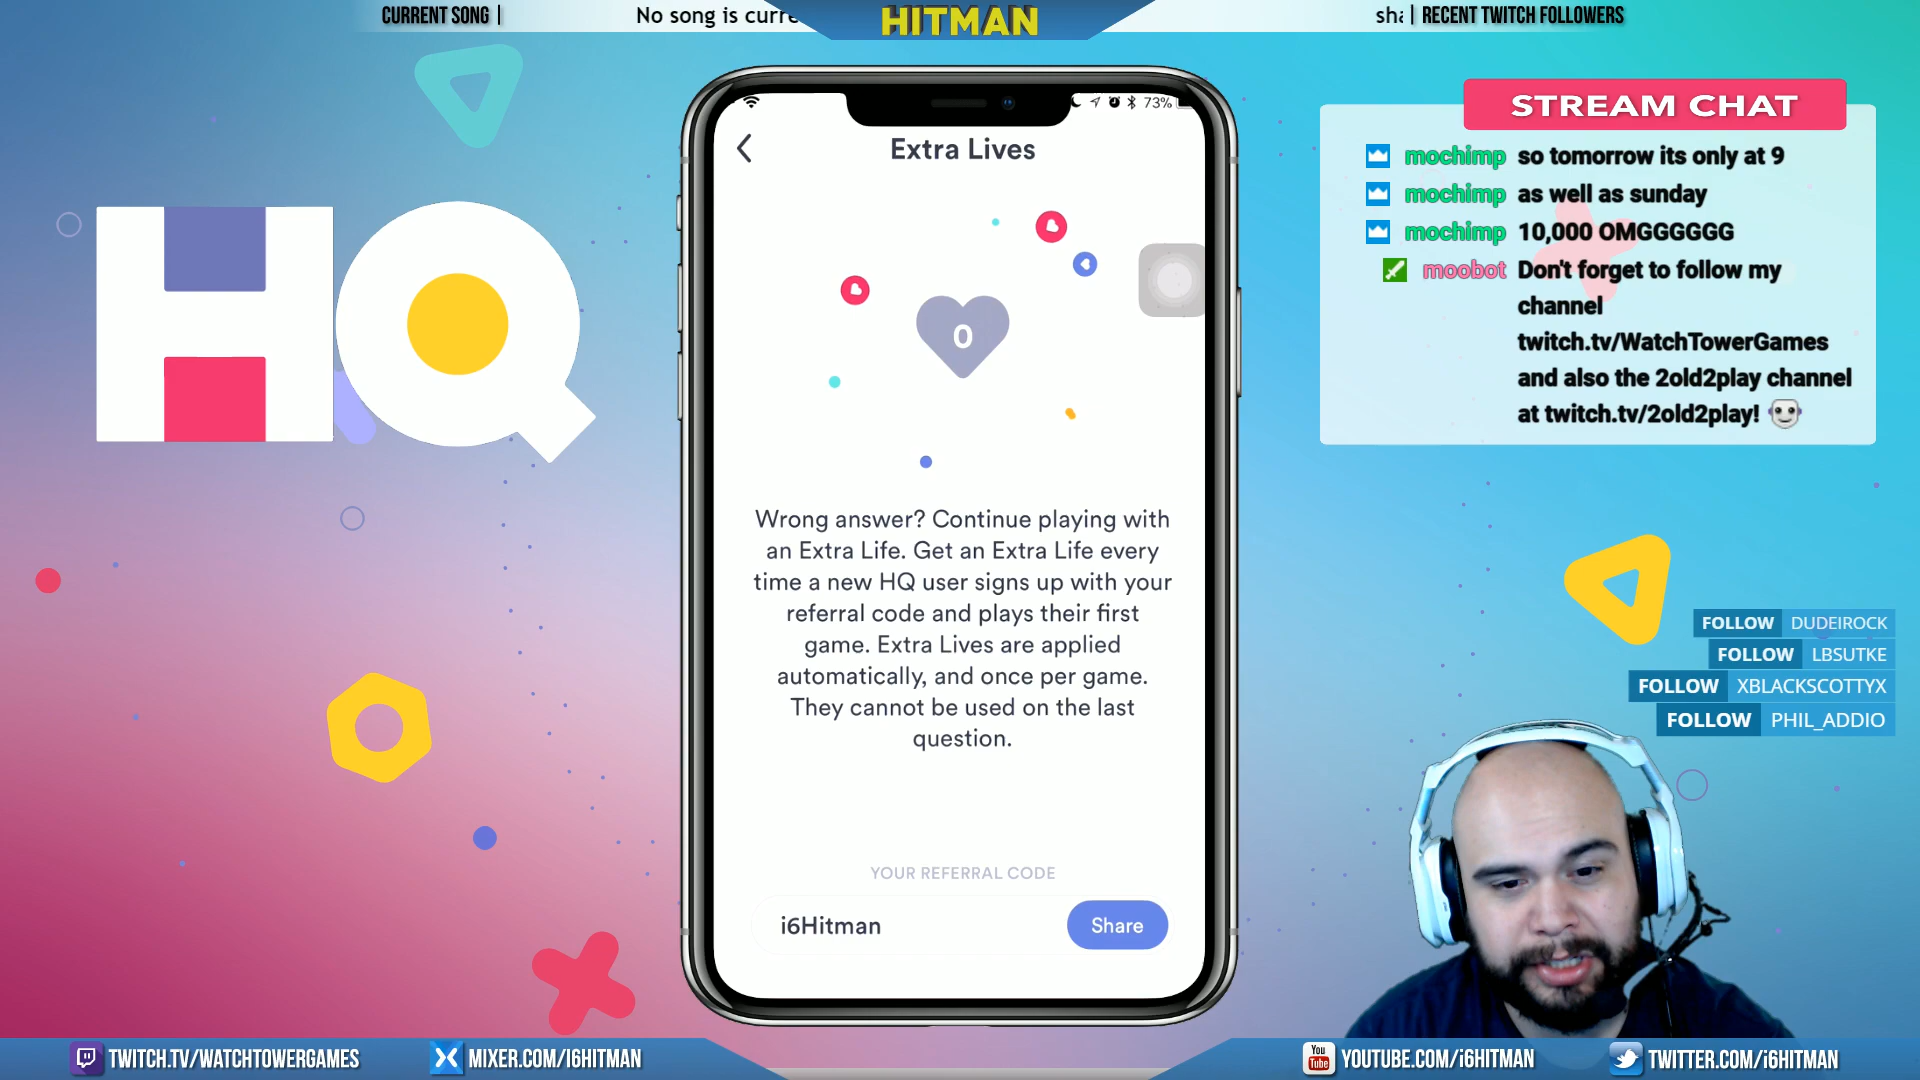 CURRENT SONG |
No song is curre
HITMAN
sha
| RECENT TWITCH FOLLOWERS
HQ
73%
Extra Lives
0
Wrong answer? Continue playing with
an Extra Life. Get an Extra Life every
time a new HQ user signs up with your
referral code and plays their first
game. Extra Lives are applied
automatically, and once per game.
They cannot be used on the last
question.
YOUR REFERRAL CODE
i6Hitman
Share
STREAM CHAT
mochimp so tomorrow its only at 9
mochimp as well as sunday
mochimp 10,000 OMGGGGGG
moobot Don't forget to follow my
channel
twitch.tv/WatchTowerGames
and also the 2old2play channel
at twitch.tv/2old2play!
FOLLOW DUDEIROCK
FOLLOW LBSUTKE
FOLLOW XBLACKSCOTTYX
FOLLOW PHIL_ADDIO
TWITCH.TV/WATCHTOWERGAMES
MIXER.COM/I6HITMAN
You Tube YOUTUBE.COM/i6HITMAN
TWITTER.COM/i6HITMAN